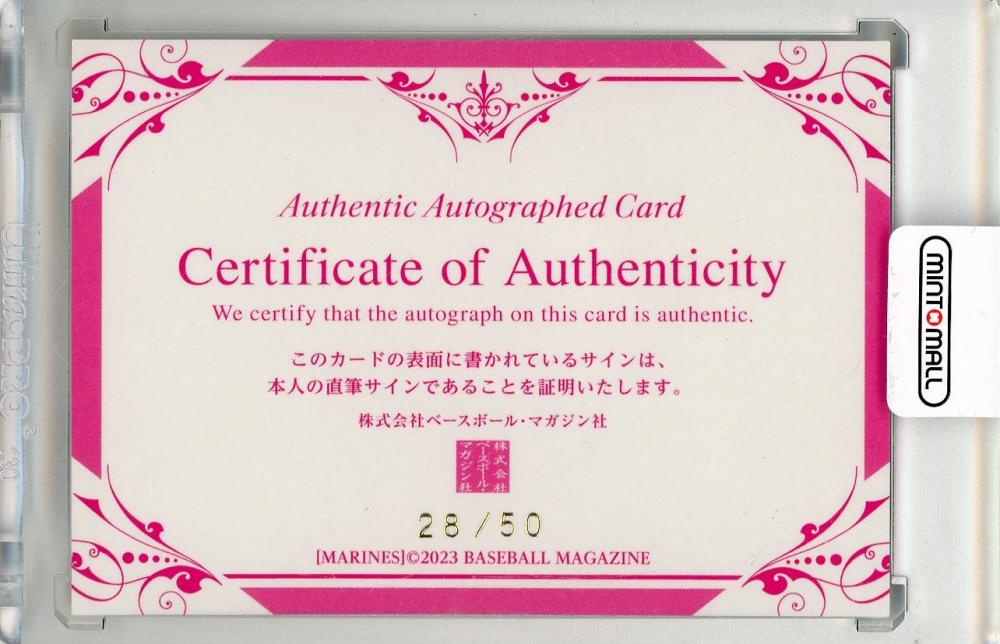 Authentic Autographed Card
Certificate of Authenticity
We certify that the autograph on this card is authentic.
このカードの表面に書かれているサインは、
本人の直筆サインであることを証明いたします。
株式会社ベースボール・マガジン社
株式会社
ベースボール・
マガジン社
28/50
[MARINES]©2023 BASEBALL MAGAZINE
MINT MALL
UltraPRO